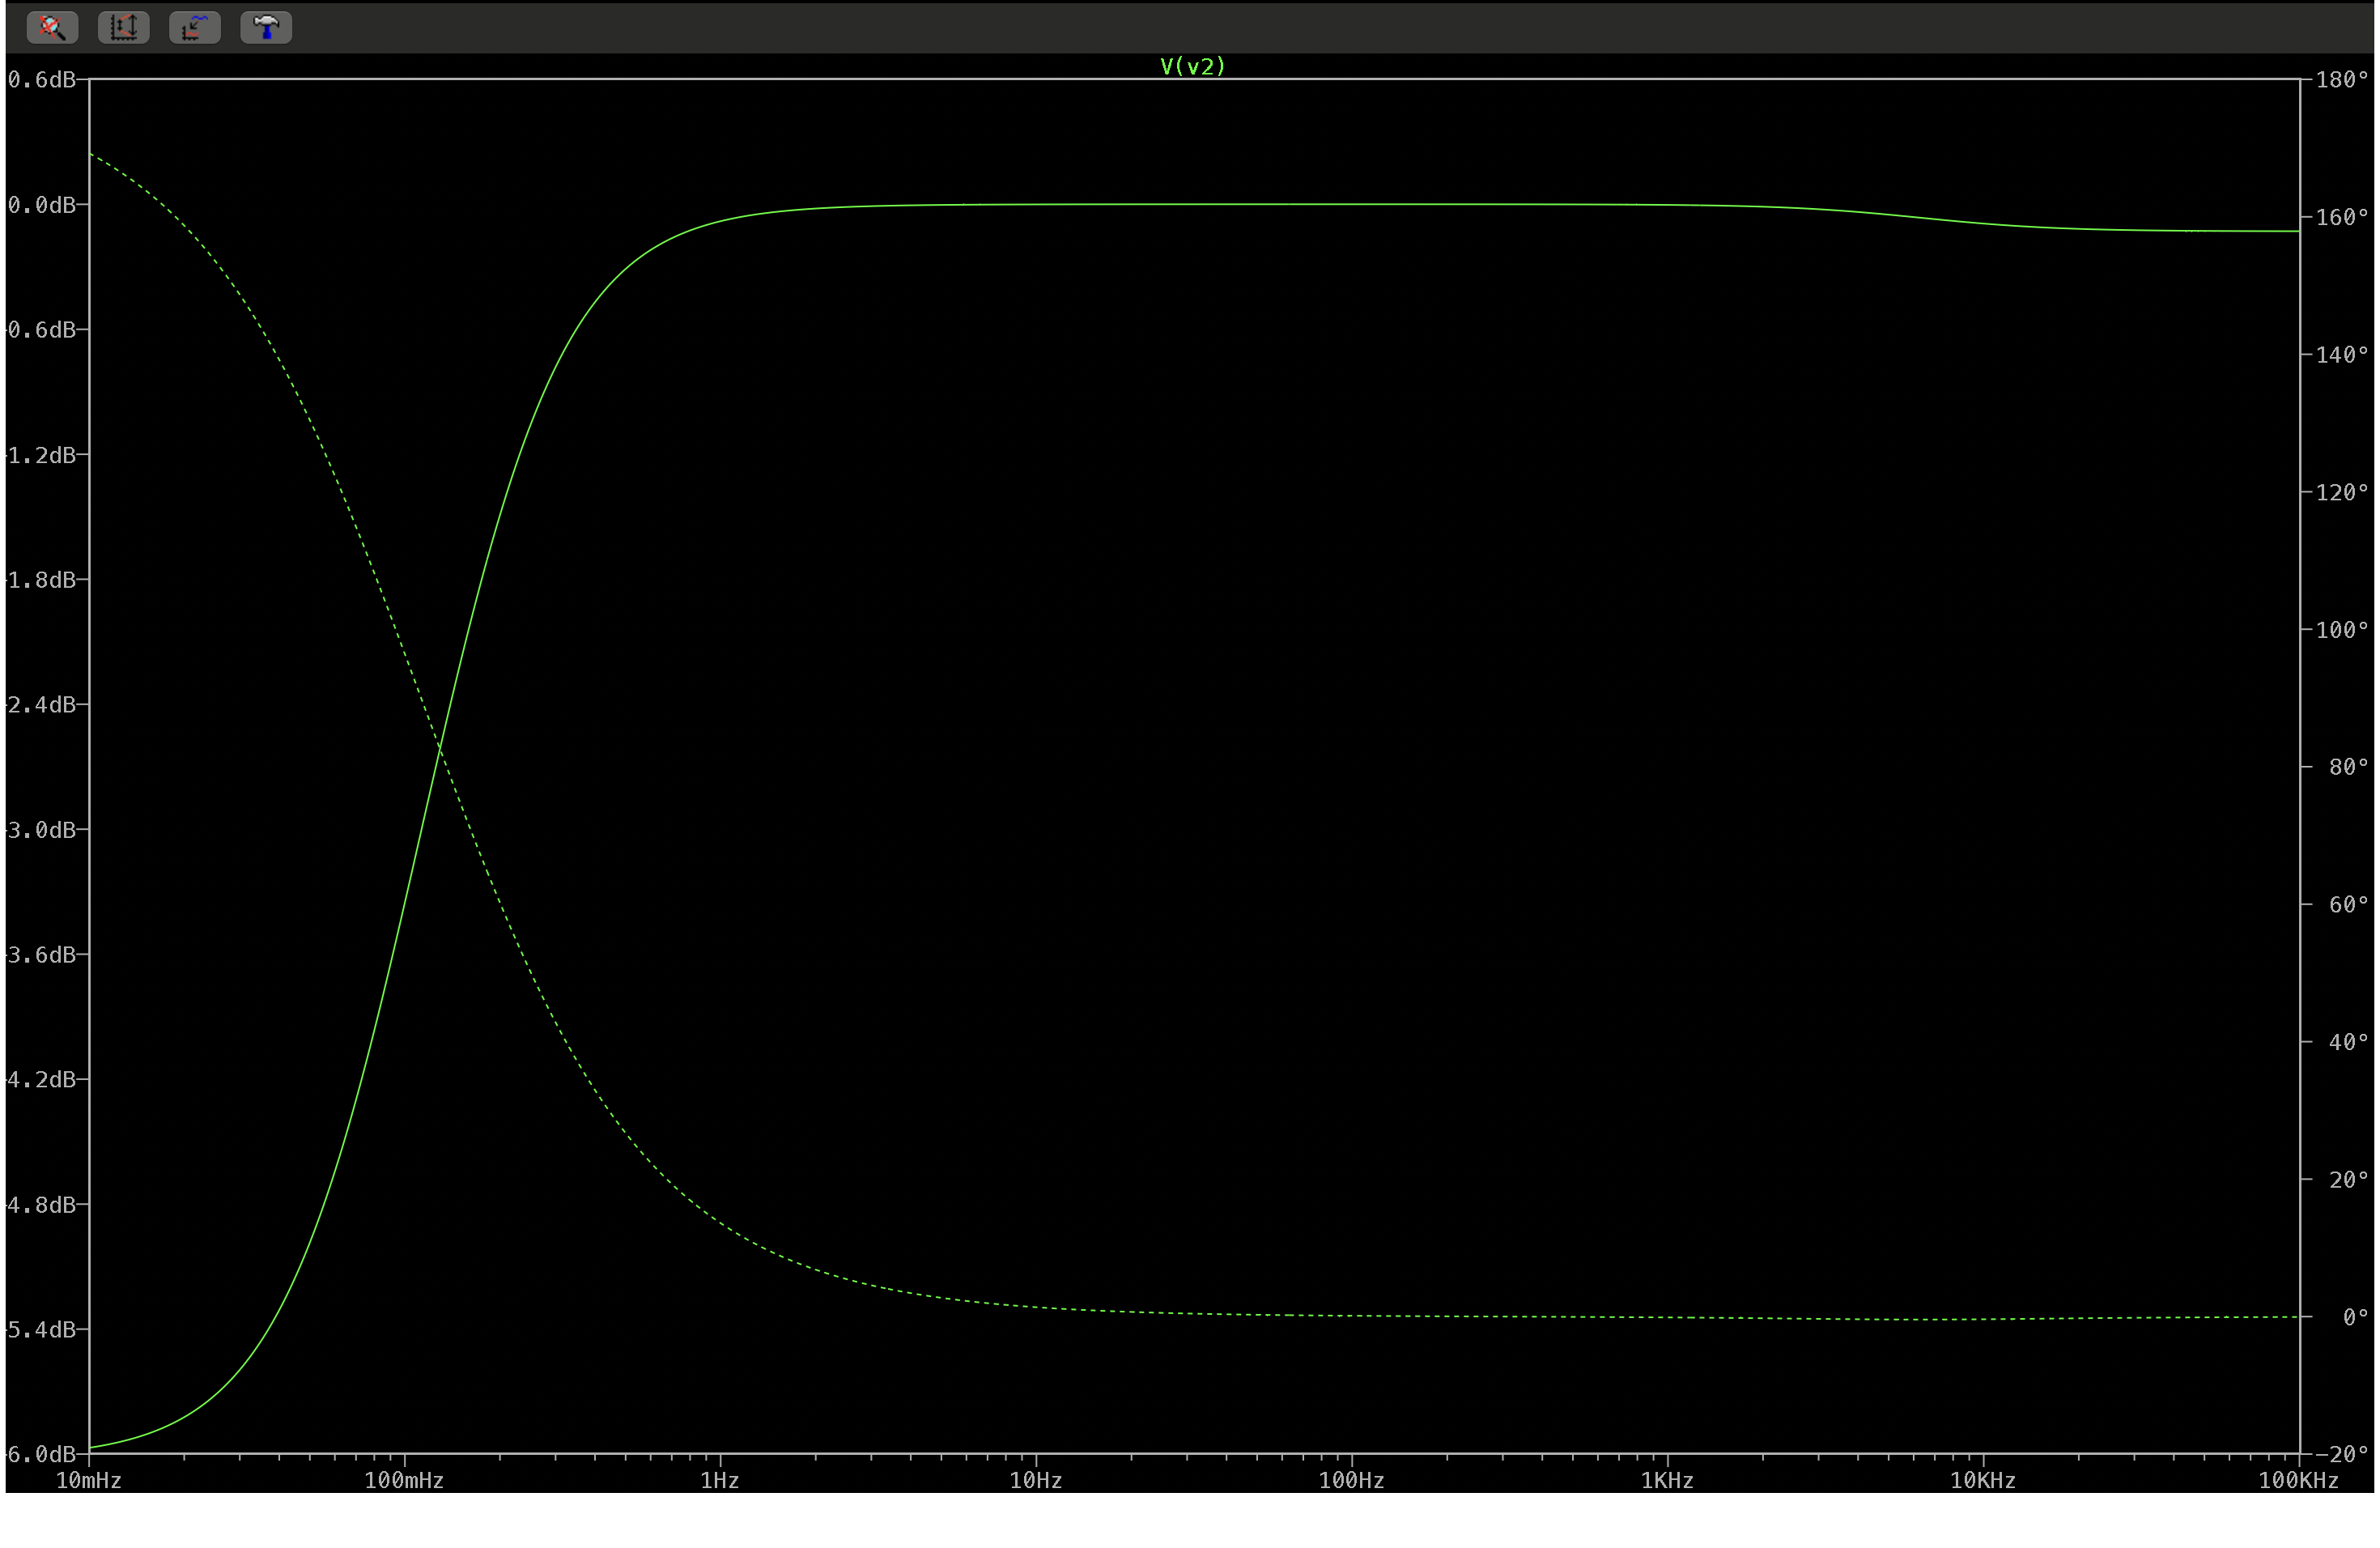 V(v2)
0.6dB
0.0dB
-0.6dB
-1.2dB
-1.8dB
-2.4dB
-3.0dB
-3.6dB
-4.2dB
-4.8dB
-5.4dB
-6.0dB
180°
160°
140°
120°
100°
80°
60°
40°
20°
0°
-20°
10mHz 100mHz 1Hz 10Hz 100Hz 1KHz 10KHz 100KHz